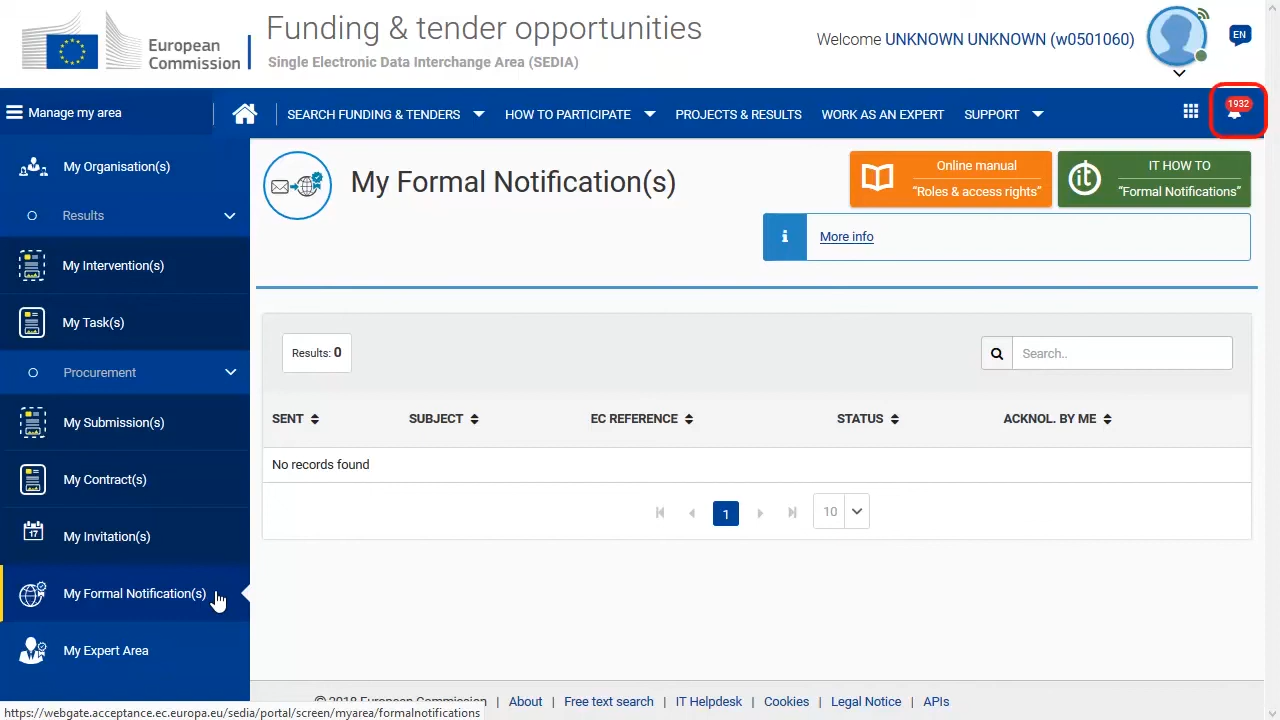 European
Commission
Funding & tender opportunities
Single Electronic Data Interchange Area (SEDIA)
Welcome UNKNOWN UNKNOWN (w0501060)
EN
Manage my area
SEARCH FUNDING & TENDERS
HOW TO PARTICIPATE
PROJECTS & RESULTS
WORK AS AN EXPERT
SUPPORT
1932
My Organisation(s)
Results
My Intervention(s)
My Task(s)
Procurement
My Submission(s)
My Contract(s)
17
My Invitation(s)
My Formal Notification(s)
My Expert Area
My Formal Notification(s)
Online manual
"Roles & access rights"
it
IT HOW TO
"Formal Notifications"
i
More info
Results: 0
Search..
SENT
SUBJECT
EC REFERENCE
STATUS
ACKNOL. BY ME
No records found
1
10
© 2018 European Commission | About | Free text search | IT Helpdesk | Cookies | Legal Notice | APIs
https://webgate.acceptance.ec.europa.eu/sedia/portal/screen/myarea/formalnotifications